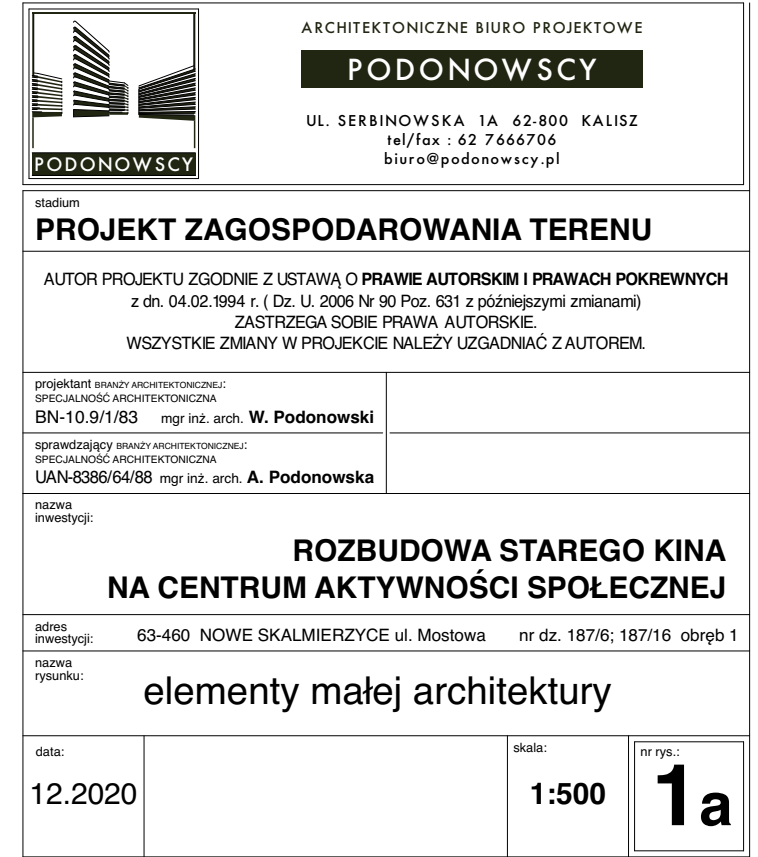 PODONOWSCY
ARCHITEKTONICZNE BIURO PROJEKTOWE
PODONOWSCY
UL. SERBINOWSKA 1A 62-800 KALISZ
tel/fax : 62 7666706
biuro@podonowscy.pl
stadium
PROJEKT ZAGOSPODAROWANIA TERENU
AUTOR PROJEKTU ZGODNIE Z USTAWĄ O PRAWIE AUTORSKIM I PRAWACH POKREWNYCH
z dn. 04.02.1994 r. ( Dz. U. 2006 Nr 90 Poz. 631 z późniejszymi zmianami)
ZASTRZEGA SOBIE PRAWA AUTORSKIE.
WSZYSTKIE ZMIANY W PROJEKCIE NALEŻY UZGADNIAĆ Z AUTOREM.
projektant BRANŻY ARCHITEKTONICZNEJ:
SPECJALNOŚĆ ARCHITEKTONICZNA
BN-10.9/1/83 mgr inż. arch. W. Podonowski
sprawdzający BRANŻY ARCHITEKTONICZNEJ:
SPECJALNOŚĆ ARCHITEKTONICZNA
UAN-8386/64/88 mgr inż. arch. A. Podonowska
nazwa
inwestycji:
ROZBUDOWA STAREGO KINA
NA CENTRUM AKTYWNOŚCI SPOŁECZNEJ
adres
inwestycji: 63-460 NOWE SKALMIERZYCE ul. Mostowa nr dz. 187/6; 187/16 obręb 1
nazwa
rysunku:
elementy małej architektury
data:
12.2020
skala:
1:500
nr rys.:
1a